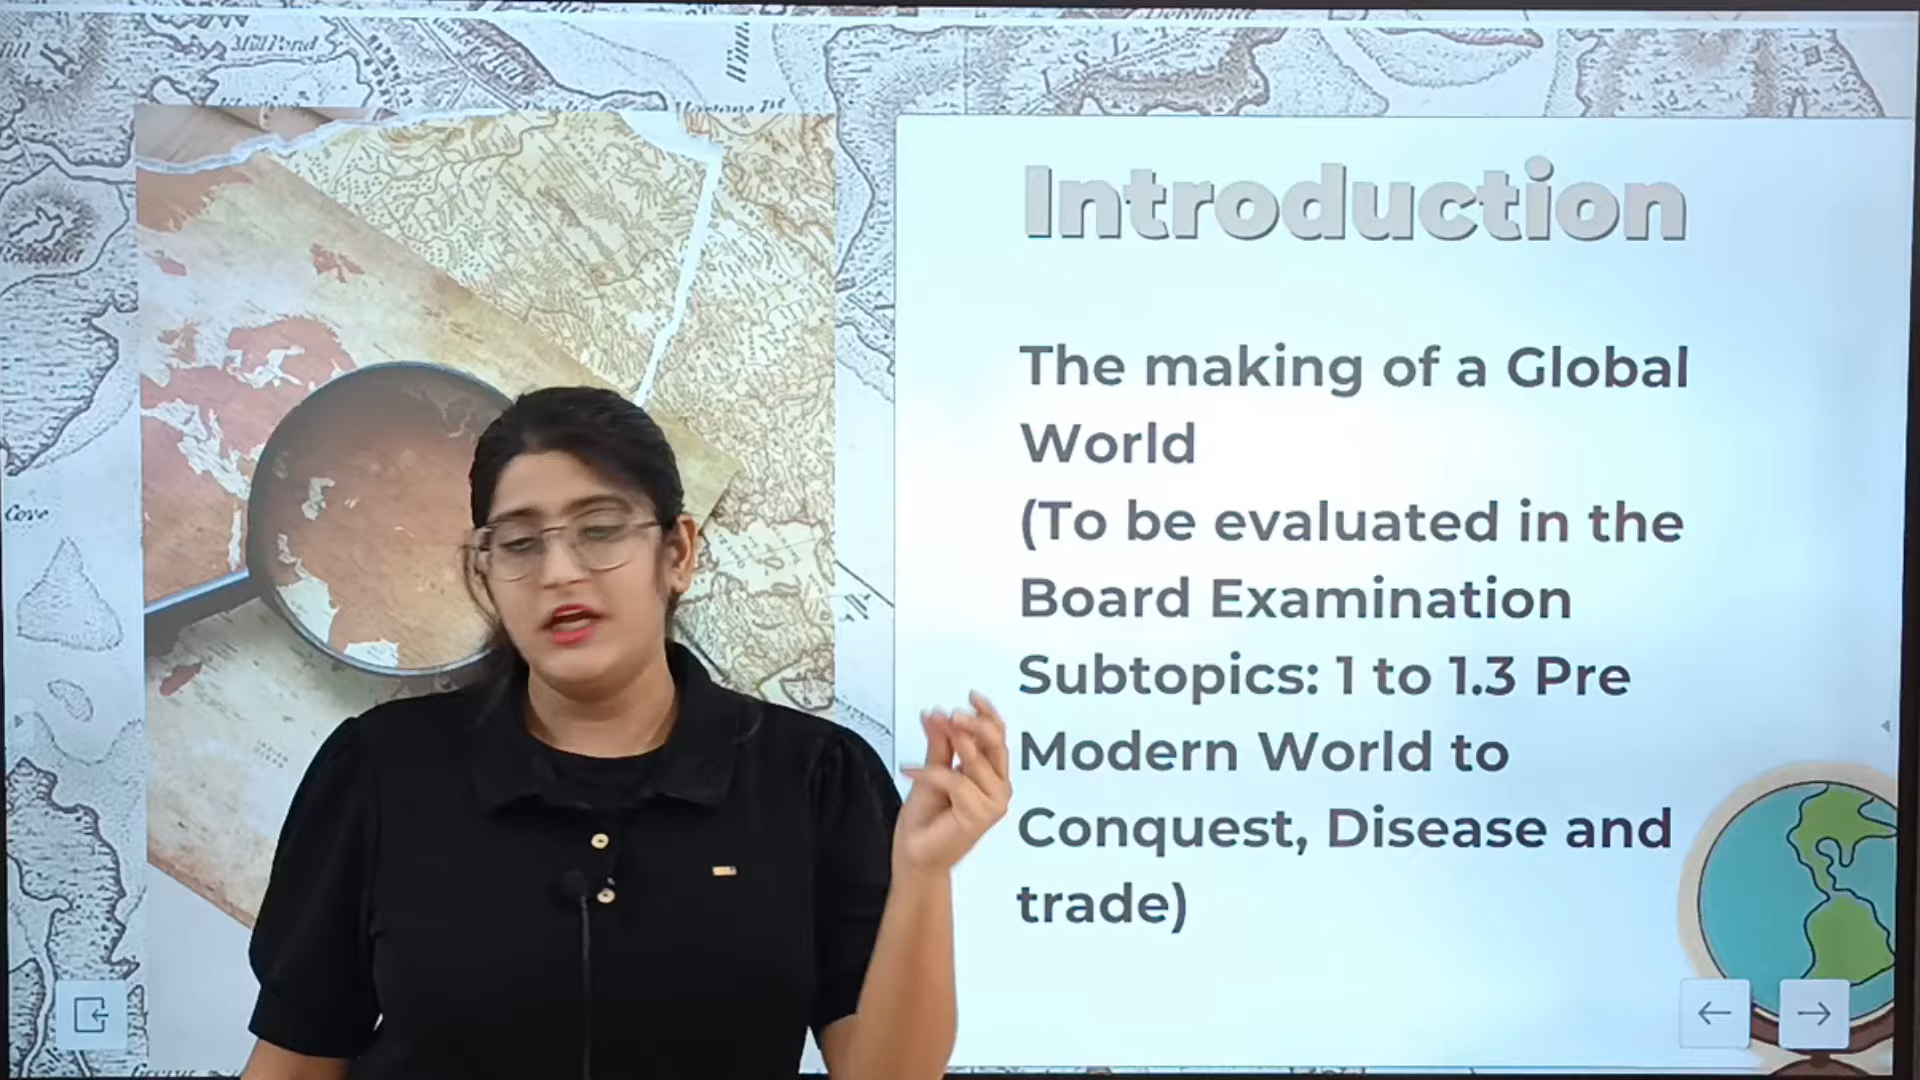 Mill Pond
Cove
Introduction
The making of a Global
World
(To be evaluated in the
Board Examination
Subtopics: 1 to 1.3 Pre
Modern World to
Conquest, Disease and
trade)